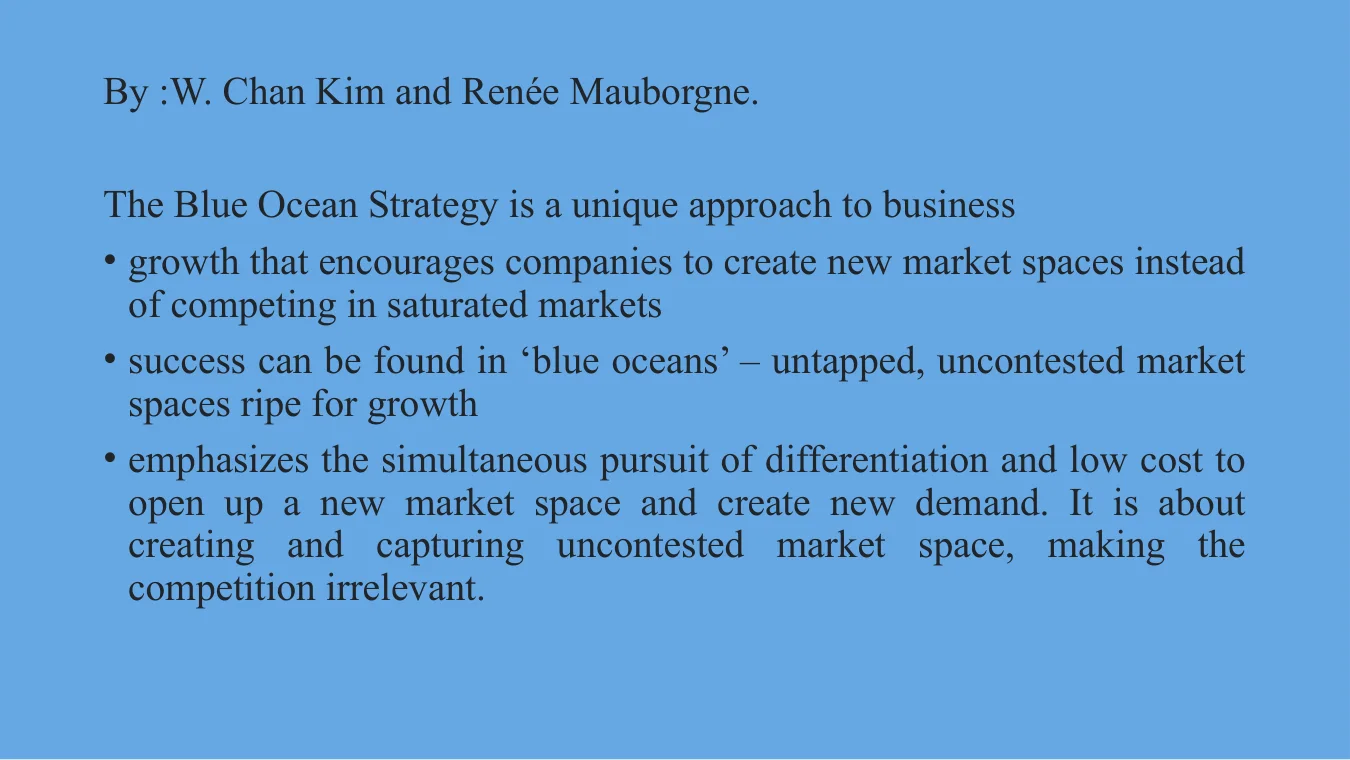 By :W. Chan Kim and Renée Mauborgne.
The Blue Ocean Strategy is a unique approach to business
• growth that encourages companies to create new market spaces instead
of competing in saturated markets
• success can be found in ‘blue oceans’ – untapped, uncontested market
spaces ripe for growth
• emphasizes the simultaneous pursuit of differentiation and low cost to
open up a new market space and create new demand. It is about
creating and capturing uncontested market space, making the
competition irrelevant.